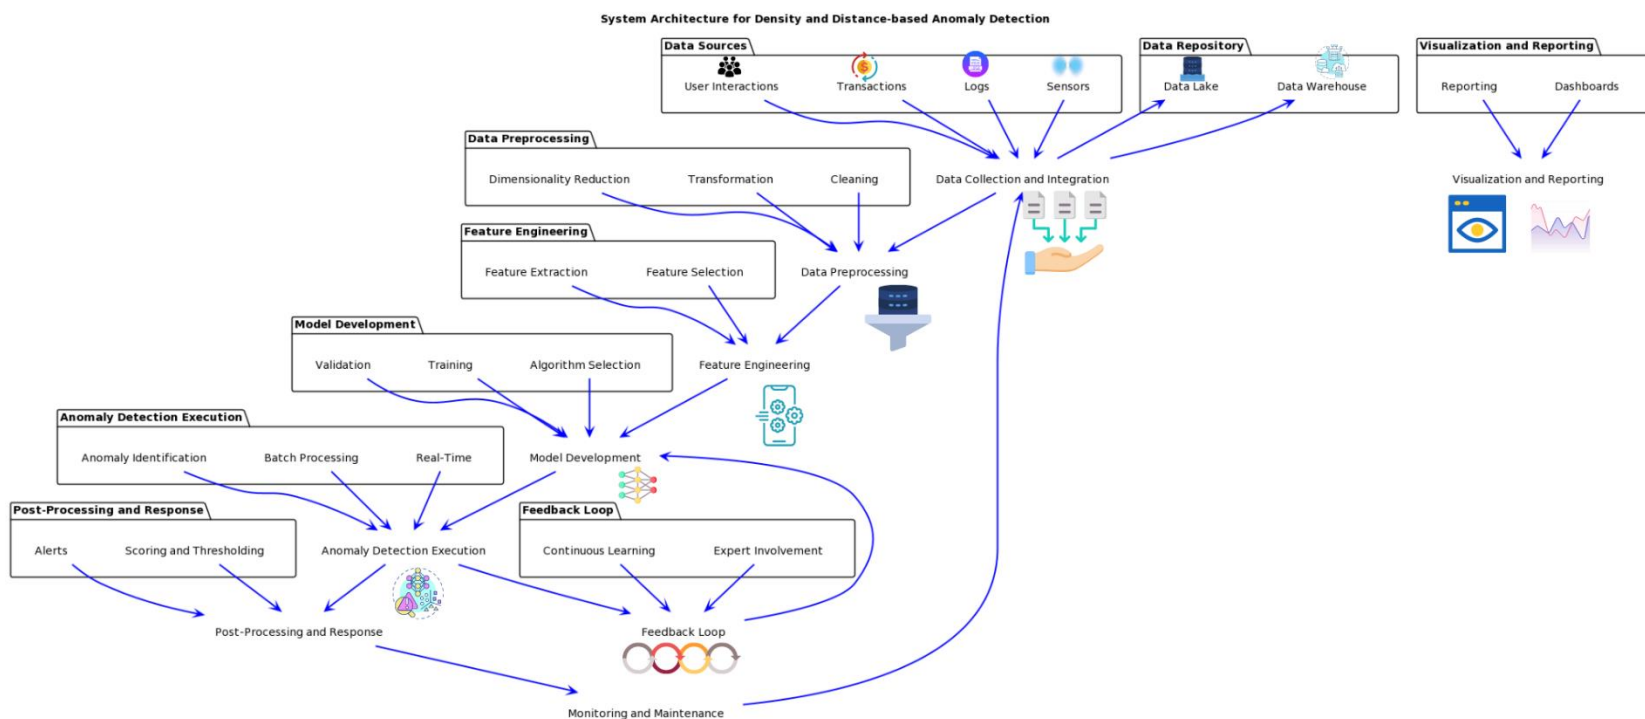 System Architecture for Density and Distance-based Anomaly Detection
Data Sources
User Interactions
Transactions
Logs
Sensors
Data Repository
Data Lake
Data Warehouse
Visualization and Reporting
Reporting
Dashboards
Data Preprocessing
Dimensionality Reduction
Transformation
Cleaning
Data Collection and Integration
Visualization and Reporting
Feature Engineering
Feature Extraction
Feature Selection
Data Preprocessing
Model Development
Validation
Training
Algorithm Selection
Feature Engineering
Anomaly Detection Execution
Anomaly Identification
Batch Processing
Real-Time
Model Development
Post-Processing and Response
Alerts
Scoring and Thresholding
Anomaly Detection Execution
Feedback Loop
Continuous Learning
Expert Involvement
Post-Processing and Response
Feedback Loop
Monitoring and Maintenance